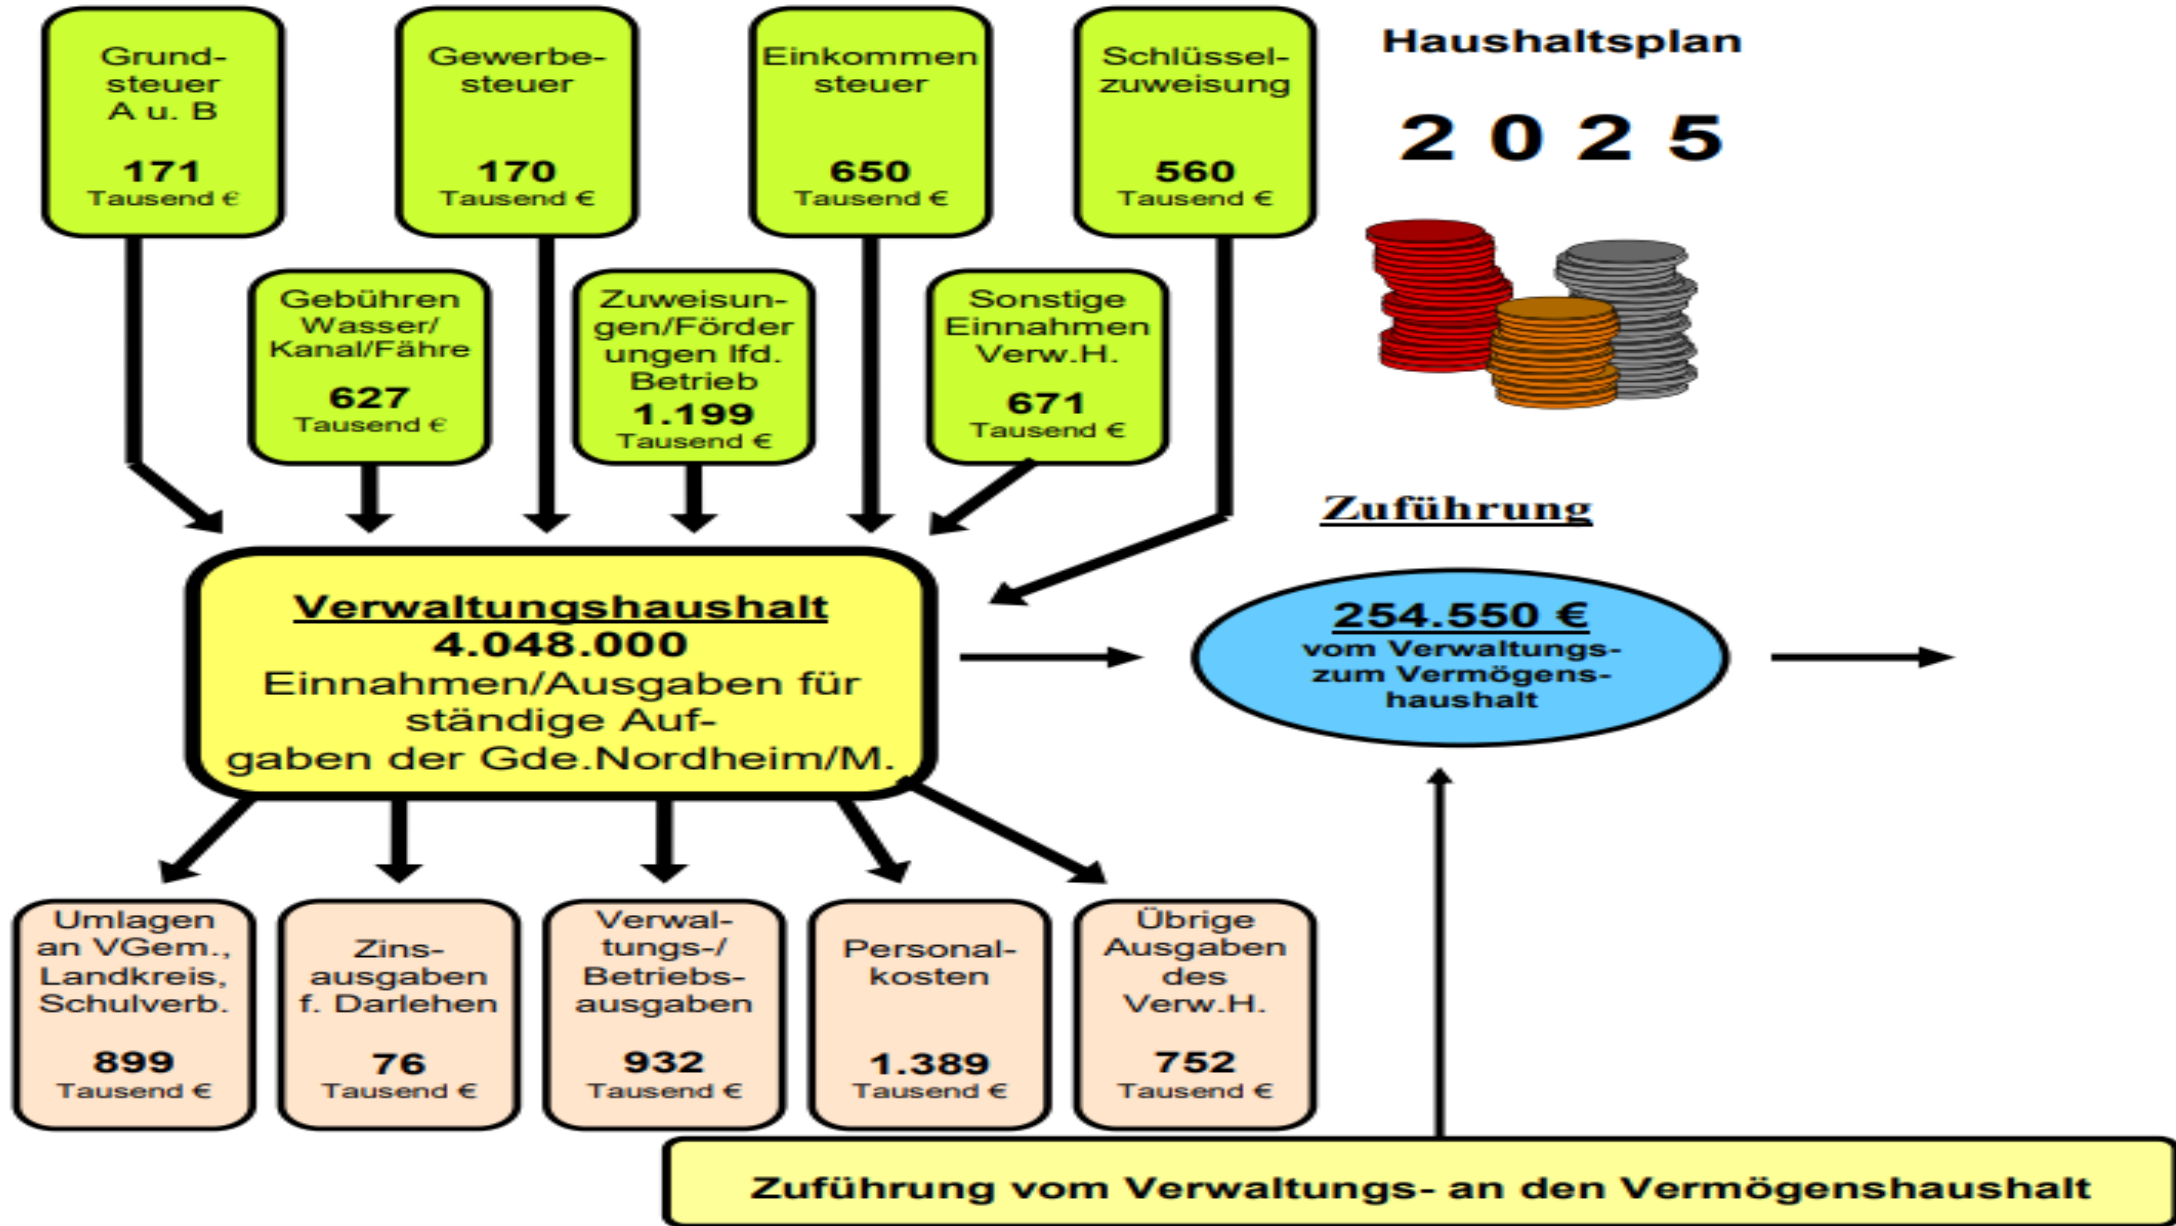 Grund-
steuer
A u. B
171
Tausend €
Gewerbe-
steuer
170
Tausend €
Einkommen
steuer
650
Tausend €
Schlüssel-
zuweisung
560
Tausend €
Haushaltsplan
2 0 2 5
Gebühren
Wasser/
Kanal/Fähre
627
Tausend €
Zuweisun-
gen/Förder
ungen lfd.
Betrieb
1.199
Tausend €
Sonstige
Einnahmen
Verw.H.
671
Tausend €
Zuführung
Verwaltungshaushalt
4.048.000
Einnahmen/Ausgaben für
ständige Auf-
gaben der Gde.Nordheim/M.
254.550 €
vom Verwaltungs-
zum Vermögens-
haushalt
Umlagen
an VGem.,
Landkreis,
Schulverb.
899
Tausend €
Zins-
ausgaben
f. Darlehen
76
Tausend €
Verwal-
tungs-/
Betriebs-
ausgaben
932
Tausend €
Personal-
kosten
1.389
Tausend €
Übrige
Ausgaben
des
Verw.H.
752
Tausend €
Zuführung vom Verwaltungs- an den Vermögenshaushalt